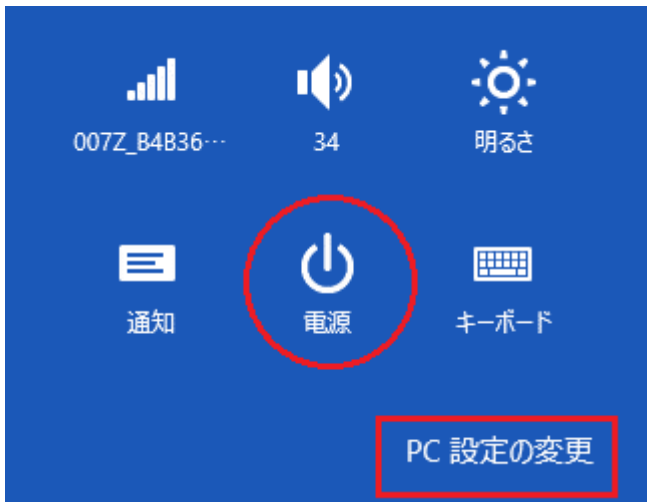 007Z_B4B36…
34
明るさ
通知
電源
キーボード
PC 設定の変更